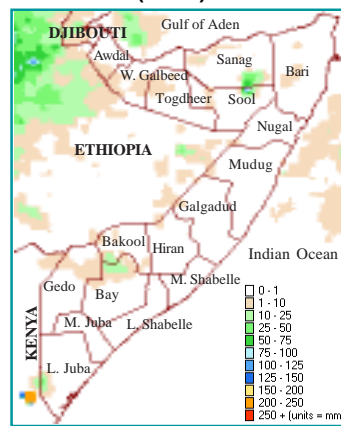 Gulf of Aden
DJIBOUTI
Awdal
Sanag
Bari
W. Galbeed
Togdheer
Sool
Nugal
ETHIOPIA
Mudug
Galgadud
Bakool
Hiran
Indian Ocean
Gedo
Bay
M. Shabelle
M. Juba
L. Shabelle
KENYA
L. Juba
0 - 1
1 - 10
10 - 25
25 - 50
50 - 75
75 - 100
100 - 125
125 - 150
150 - 200
200 - 250
250 + (units = mm